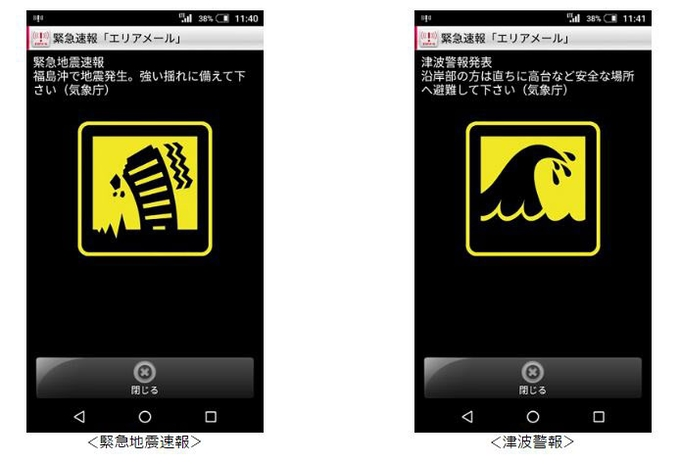 38% 11:40
緊急速報「エリアメール」
緊急地震速報
福島沖で地震発生。強い揺れに備えて下
さい（気象庁）
閉じる
＜緊急地震速報＞
38% 11:41
緊急速報「エリアメール」
津波警報発表
沿岸部の方は直ちに高台など安全な場所
へ避難して下さい（気象庁）
閉じる
＜津波警報＞